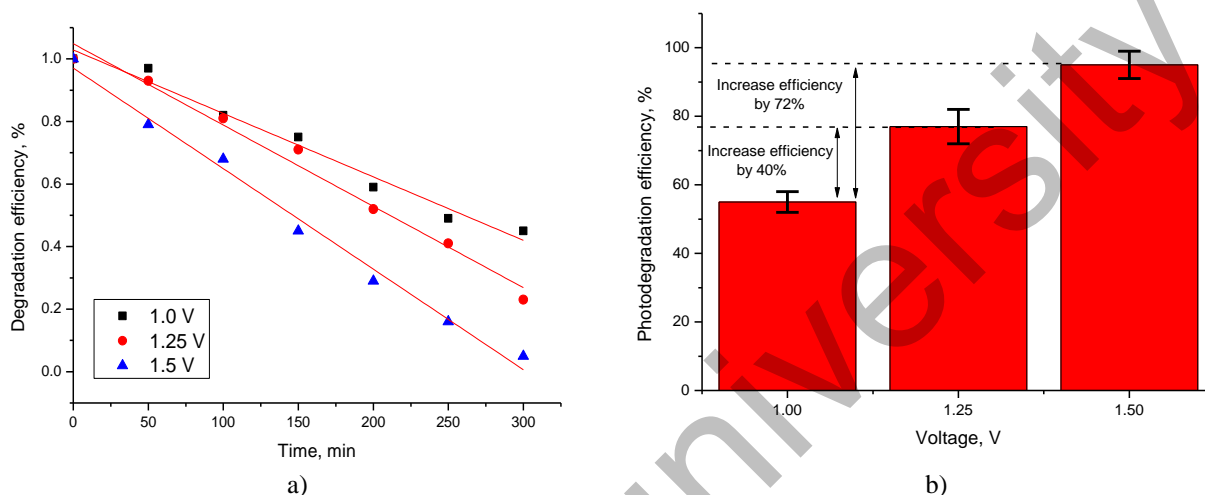 Degradation efficiency, %
1.0
0.8
0.6
0.4
0.2
0.0
1.0 V
1.25 V
1.5 V
0 50 100 150 200 250 300
Time, min
a)
Photodegradation efficiency, %
100
80
60
40
20
0
Increase efficiency
by 72%
Increase efficiency
by 40%
1.00 1.25 1.50
Voltage, V
b)
university